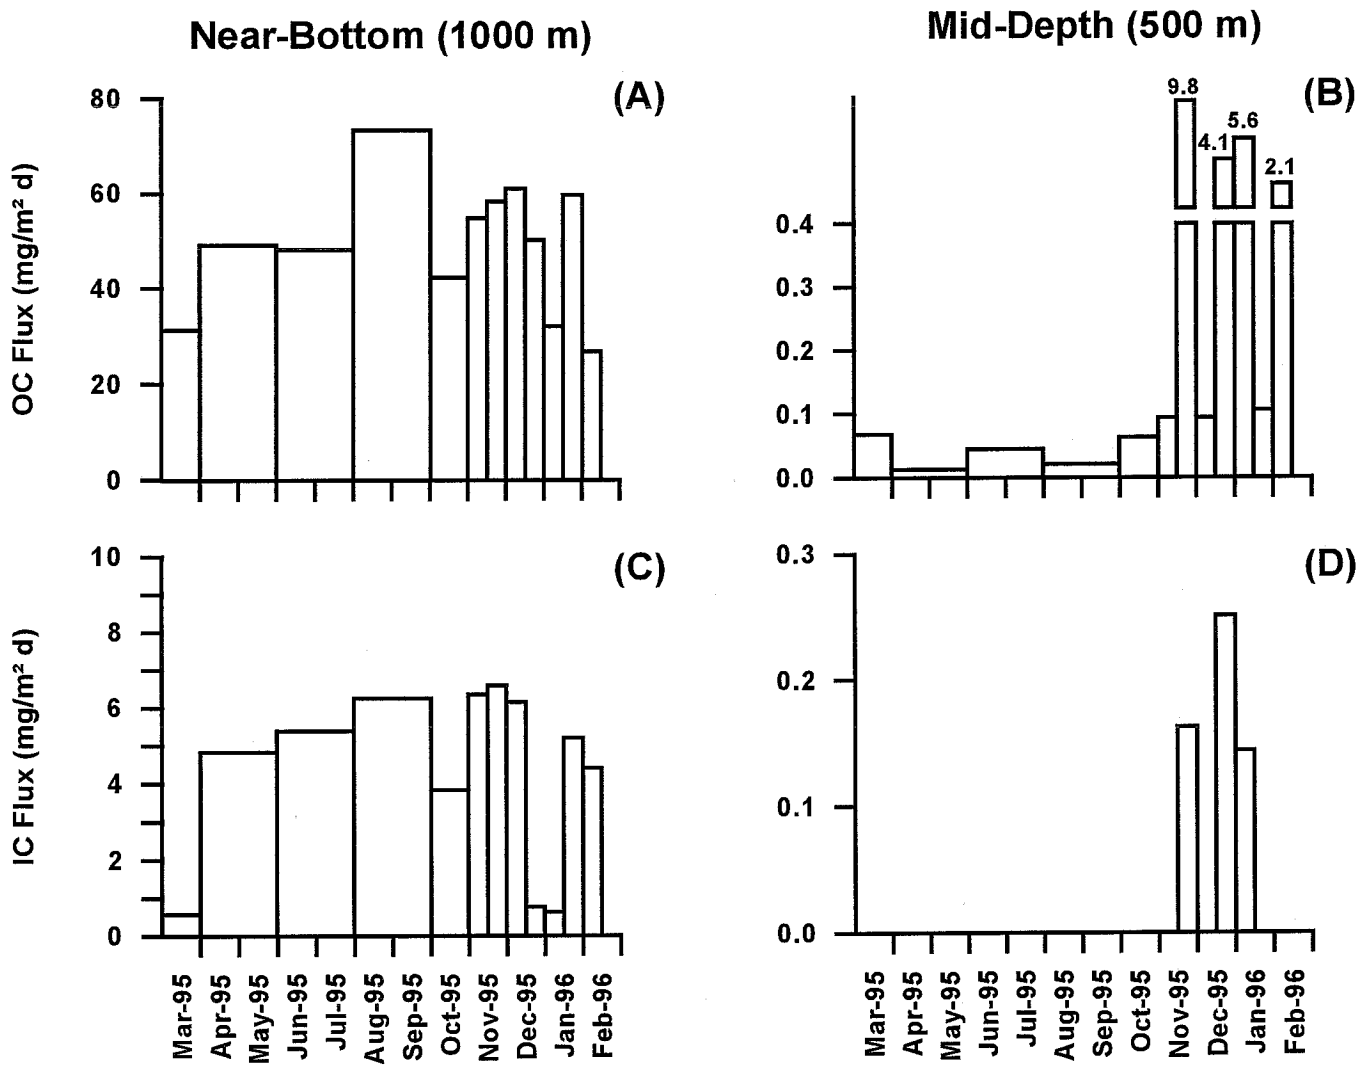 Near-Bottom (1000 m)
Mid-Depth (500 m)
(A)
80
60
40
20
0
OC Flux (mg/m² d)
(B)
9.8
4.1
5.6
2.1
0.4
0.3
0.2
0.1
0.0
(C)
10
8
6
4
2
0
IC Flux (mg/m² d)
Mar-95
Apr-95
May-95
Jun-95
Jul-95
Aug-95
Sep-95
Oct-95
Nov-95
Dec-95
Jan-96
Feb-96
(D)
0.3
0.2
0.1
0.0
Mar-95
Apr-95
May-95
Jun-95
Jul-95
Aug-95
Sep-95
Oct-95
Nov-95
Dec-95
Jan-96
Feb-96